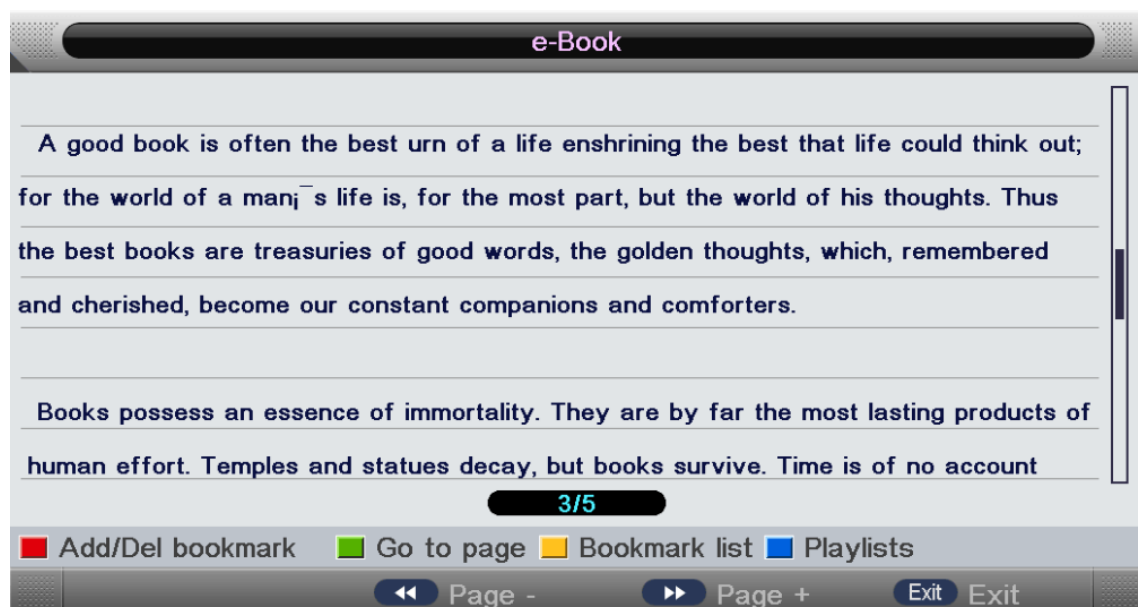 e-Book
A good book is often the best urn of a life enshrining the best that life could think out;
for the world of a man¡¯s life is, for the most part, but the world of his thoughts. Thus
the best books are treasuries of good words, the golden thoughts, which, remembered
and cherished, become our constant companions and comforters.
Books possess an essence of immortality. They are by far the most lasting products of
human effort. Temples and statues decay, but books survive. Time is of no account
3/5
Add/Del bookmark Go to page Bookmark list Playlists
Page - Page + Exit Exit